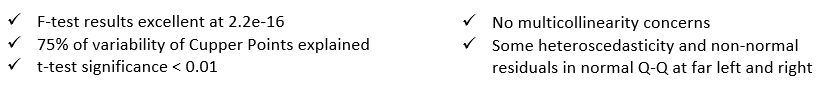 ✓ F-test results excellent at 2.2e-16
✓ 75% of variability of Cupper Points explained
✓ t-test significance < 0.01
✓ No multicollinearity concerns
✓ Some heteroscedasticity and non-normal
residuals in normal Q-Q at far left and right